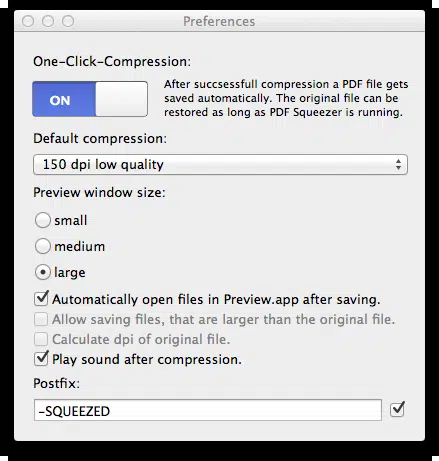 Preferences
One-Click-Compression:
ON
After succsessfull compression a PDF file gets
saved automatically. The original file can be
restored as long as PDF Squeezer is running.
Default compression:
150 dpi low quality
Preview window size:
small
medium
large
Automatically open files in Preview.app after saving.
Allow saving files, that are larger than the original file.
Calculate dpi of original file.
Play sound after compression.
Postfix:
-SQUEEZED